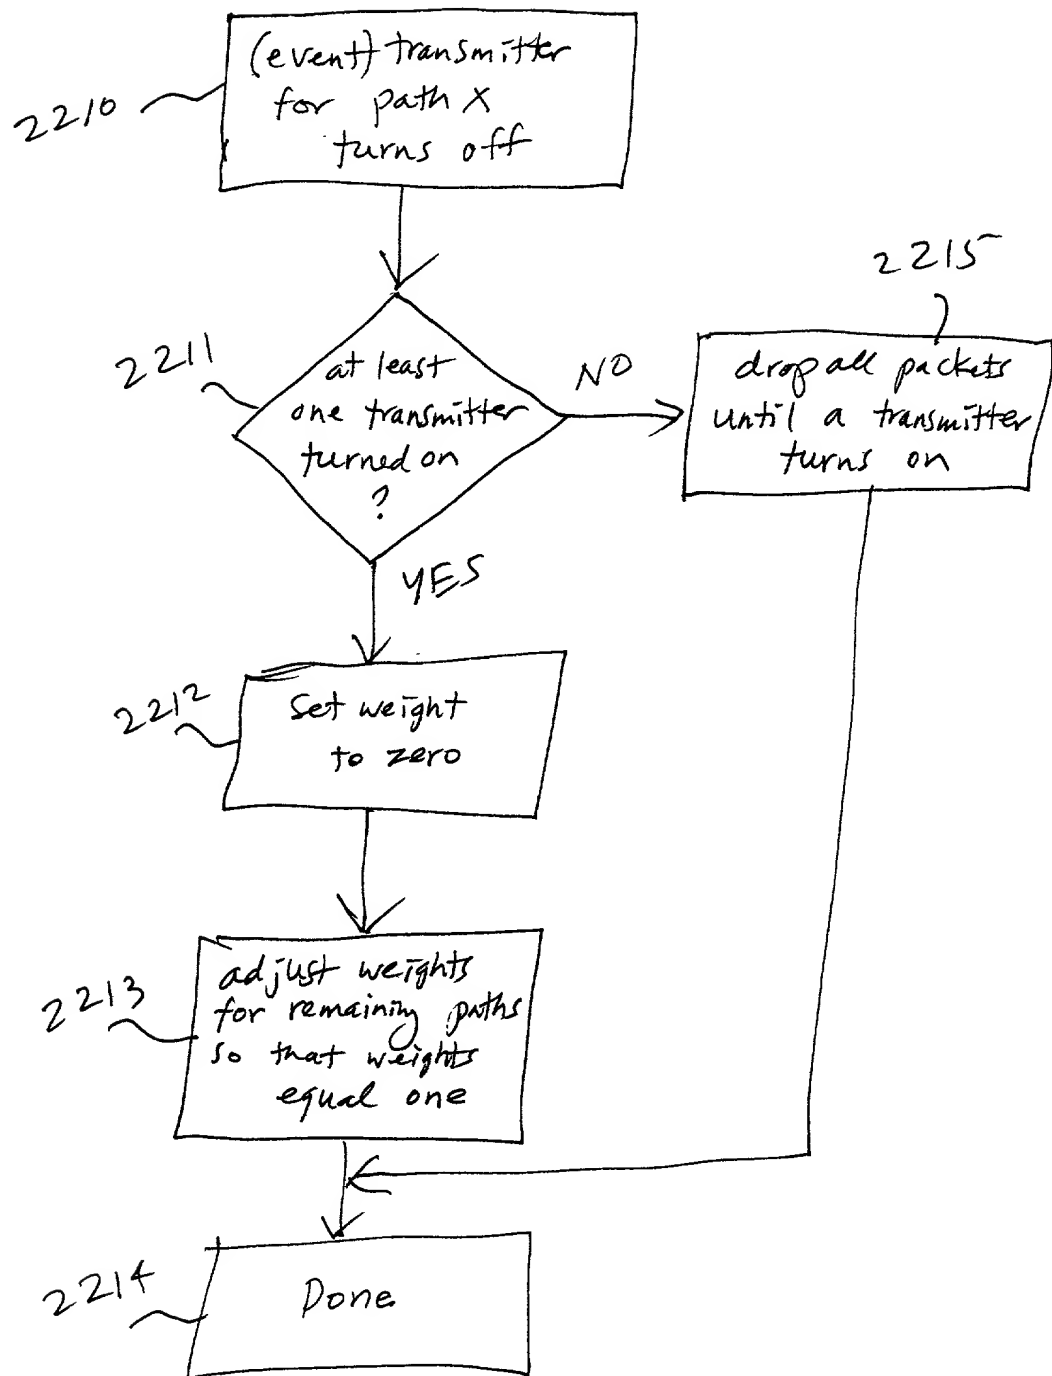 2210
(event) transmitter
for path X
turns off
2211
at least
one transmitter
turned on
?
NO
2215
drop all packets
until a transmitter
turns on
YES
2212
Set weight
to zero
2213
adjust weights
for remaining paths
so that weights
equal one
2214
Done